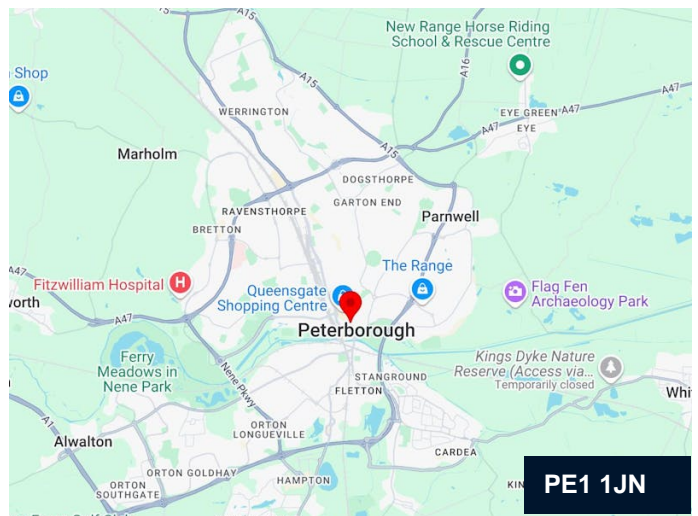 New Range Horse Riding
School & Rescue Centre
Shop
A15
A15
A16
A47
WERRINGTON
EYE GREEN
A47
A47
EYE
Marholm
A15
DOGSTHORPE
GARTON END
RAVENSTHORPE
Parnwell
BRETTON
A47
The Range
Fitzwilliam Hospital
H
Queensgate
Shopping Centre
Flag Fen
Archaeology Park
A47
Peterborough
Ferry
Meadows in
Nene Park
Nene Pkwy
Kings Dyke Nature
Reserve (Access via...
Temporarily closed
STANGROUND
FLETTON
Whi
A1
ORTON
LONGUEVILLE
Alwalton
CARDEA
ORTON GOLDHAY
ORTON
SOUTHGATE
HAMPTON
PE1 1JN